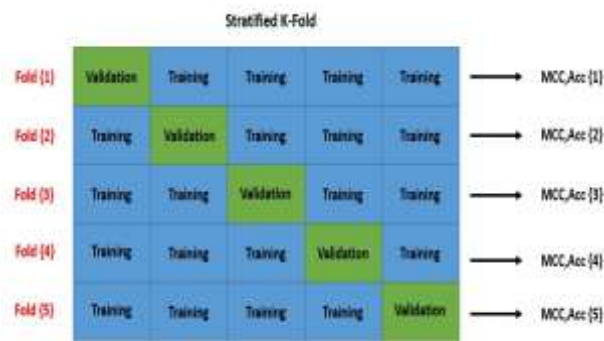 Stratified K-Fold
Fold {1} Validation Training Training Training Training MCC,Acc {1}
Fold {2} Training Validation Training Training Training MCC,Acc {2}
Fold {3} Training Training Validation Training Training MCC,Acc {3}
Fold {4} Training Training Training Validation Training MCC,Acc {4}
Fold {5} Training Training Training Training Validation MCC,Acc {5}